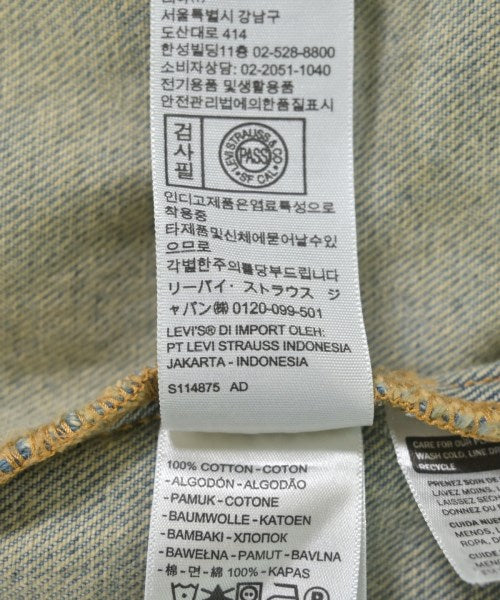 서울특별시 강남구
도산대로 414
한성빌딩11층 02-528-8800
소비자상담: 02-2051-1040
전기용품 및생활용품
안전관리법에의한품질표시
검사필
LEVI STRAUSS & CO
PASS
SF CAL
인디고제품은염료특성으로
착용중
타제품및신체에묻어날수있
으므로
각별한주의를당부드립니다
リーバイ・ストラウス ジ
ャパン㈱ 0120-099-501
LEVI'S® DI IMPORT OLEH:
PT LEVI STRAUSS INDONESIA
JAKARTA - INDONESIA
S114875 AD
100% COTTON - COTON
- ALGODÓN - ALGODÃO
- PAMUK - COTONE
- BAUMWOLLE - KATOEN
- BAMBAKI - ХЛОПОК
- BAWEŁNA - PAMUT - BAVLNA
- 棉 - 면 - 綿 100% - KAPAS
CARE FOR OUR
WASH COLD, LINE DR
RECYCLE.
PRENEZ SOIN DE
LAVEZ MOINS,
DONNEZ OU
CUIDA NU
MENOS,
ROPA, D
CUIDE
MENOS